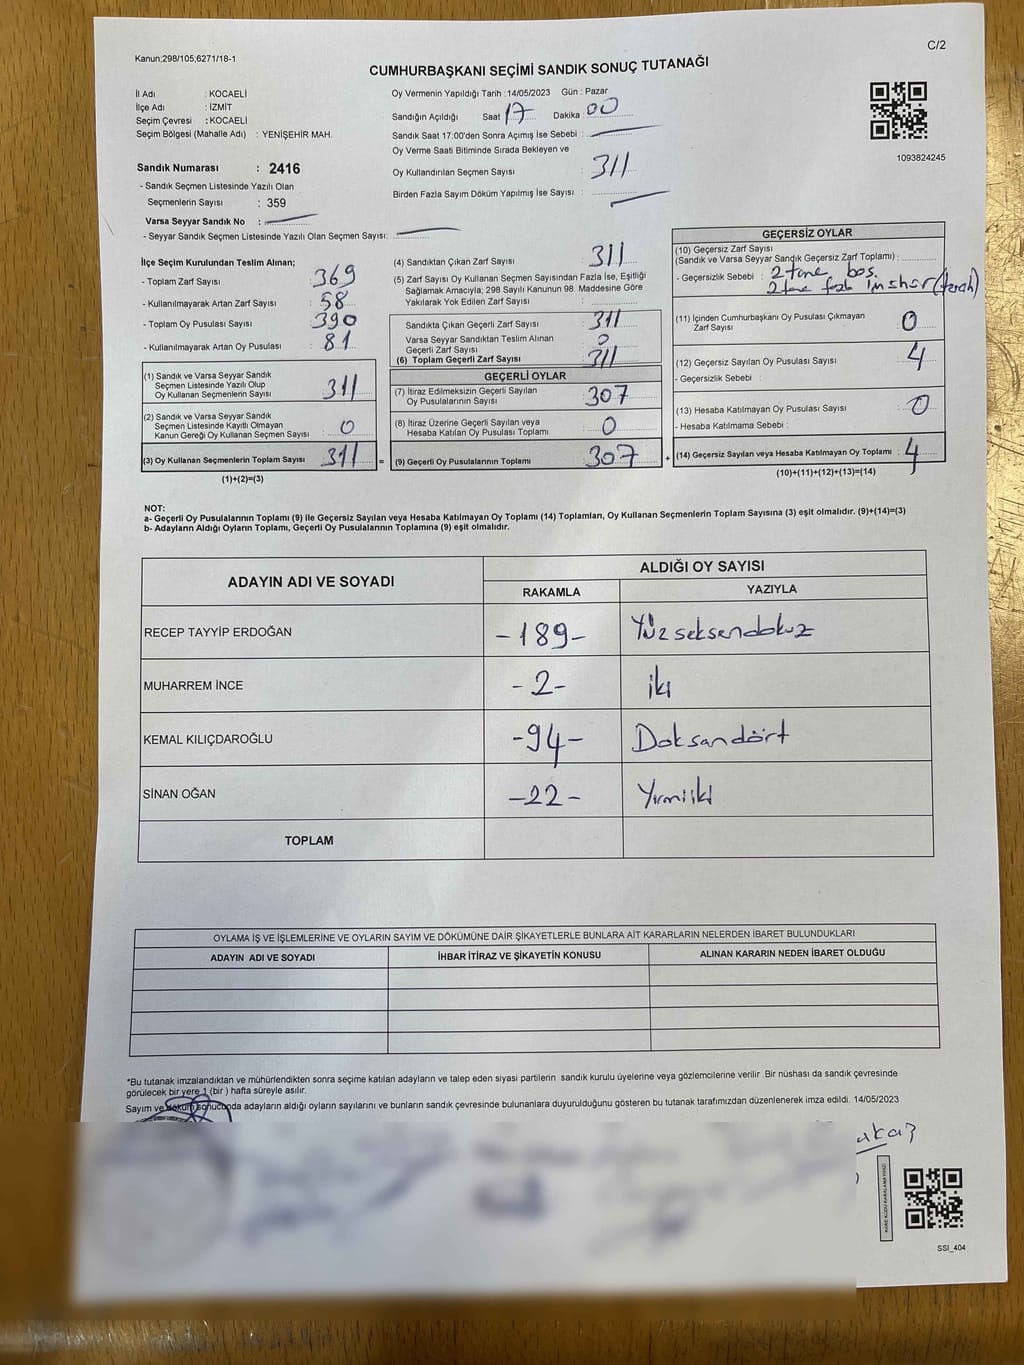 Kanun;298/105;6271/18-1
C/2
CUMHURBAŞKANI SEÇİMİ SANDIK SONUÇ TUTANAĞI
İl Adı : KOCAELİ
İlçe Adı : İZMİT
Seçim Çevresi : KOCAELİ
Seçim Bölgesi (Mahalle Adı) : YENİŞEHİR MAH.
Sandık Numarası : 2416
- Sandık Seçmen Listesinde Yazılı Olan
Seçmenlerin Sayısı : 359
Varsa Seyyar Sandık No :
- Seyyar Sandık Seçmen Listesinde Yazılı Olan Seçmen Sayısı:
Oy Vermenin Yapıldığı Tarih : 14/05/2023 Gün : Pazar
Sandığın Açıldığı Saat 17 Dakika : 00
Sandık Saat 17:00'den Sonra Açımış İse Sebebi :
Oy Verme Saati Bitiminde Sırada Bekleyen ve
Oy Kullandırılan Seçmen Sayısı : 311
Birden Fazla Sayım Döküm Yapılmış İse Sayısı :
1093824245
İlçe Seçim Kurulundan Teslim Alınan;
- Toplam Zarf Sayısı : 369
- Kullanılmayarak Artan Zarf Sayısı : 58
- Toplam Oy Pusulası Sayısı : 390
- Kullanılmayarak Artan Oy Pusulası : 81
(1) Sandık ve Varsa Seyyar Sandık
Seçmen Listesinde Yazılı Olup
Oy Kullanan Seçmenlerin Sayısı : 311
(2) Sandık ve Varsa Seyyar Sandık
Seçmen Listesinde Kayıtlı Olmayan
Kanun Gereği Oy Kullanan Seçmen Sayısı : 0
(3) Oy Kullanan Seçmenlerin Toplam Sayısı : 311 =
(1)+(2)=(3)
(4) Sandıktan Çıkan Zarf Sayısı : 311
(5) Zarf Sayısı Oy Kullanan Seçmen Sayısından Fazla İse, Eşitliği
Sağlamak Amacıyla; 298 Sayılı Kanunun 98. Maddesine Göre
Yakılarak Yok Edilen Zarf Sayısı :
Sandıkta Çıkan Geçerli Zarf Sayısı : 311
Varsa Seyyar Sandıktan Teslim Alınan
Geçerli Zarf Sayısı : 0
(6) Toplam Geçerli Zarf Sayısı : 311
GEÇERLİ OYLAR
(7) İtiraz Edilmeksizin Geçerli Sayılan
Oy Pusulalarının Sayısı : 307
(8) İtiraz Üzerine Geçerli Sayılan veya
Hesaba Katılan Oy Pusulası Toplamı : 0
(9) Geçerli Oy Pusulalarının Toplamı : 307 +
GEÇERSİZ OYLAR
(10) Geçersiz Zarf Sayısı
(Sandık ve Varsa Seyyar Sandık Geçersiz Zarf Toplamı) :
- Geçersizlik Sebebi : 2 tane boş.
2 tane fazla mühür (tercih)
(11) İçinden Cumhurbaşkanı Oy Pusulası Çıkmayan
Zarf Sayısı : 0
(12) Geçersiz Sayılan Oy Pusulası Sayısı : 4
- Geçersizlik Sebebi :
(13) Hesaba Katılmayan Oy Pusulası Sayısı : 0
- Hesaba Katılmama Sebebi :
(14) Geçersiz Sayılan veya Hesaba Katılmayan Oy Toplamı : 4
(10)+(11)+(12)+(13)=(14)
NOT:
a- Geçerli Oy Pusulalarının Toplamı (9) ile Geçersiz Sayılan veya Hesaba Katılmayan Oy Toplamı (14) Toplamları, Oy Kullanan Seçmenlerin Toplam Sayısına (3) eşit olmalıdır. (9)+(14)=(3)
b- Adayların Aldığı Oyların Toplamı, Geçerli Oy Pusulalarının Toplamına (9) eşit olmalıdır.
ADAYIN ADI VE SOYADI
ALDIĞI OY SAYISI
RAKAMLA YAZIYLA
RECEP TAYYİP ERDOĞAN -189- Yüzseksendokuz
MUHARREM İNCE -2- iki
KEMAL KILIÇDAROĞLU -94- Doksandört
SİNAN OĞAN -22- Yirmiiki
TOPLAM
OYLAMA İŞ VE İŞLEMLERİNE VE OYLARIN SAYIM VE DÖKÜMÜNE DAİR ŞİKAYETLERLE BUNLARA AİT KARARLARIN NELERDEN İBARET BULUNDUKLARI
ADAYIN ADI VE SOYADI İHBAR İTİRAZ VE ŞİKAYETİN KONUSU ALINAN KARARIN NEDEN İBARET OLDUĞU
*Bu tutanak imzalandıktan ve mühürlendikten sonra seçime katılan adayların ve talep eden siyasi partilerin sandık kurulu üyelerine veya gözlemcilerine verilir .Bir nüshası da sandık çevresinde
görülecek bir yere 1 (bir ) hafta süreyle asılır.
Sayım ve döküm sonucunda adayların aldığı oyların sayılarını ve bunların sandık çevresinde bulunanlara duyurulduğunu gösteren bu tutanak tarafımızdan düzenlenerek imza edildi. 14/05/2023
KARE KODU KARALAMAYINIZ!
SSI_404